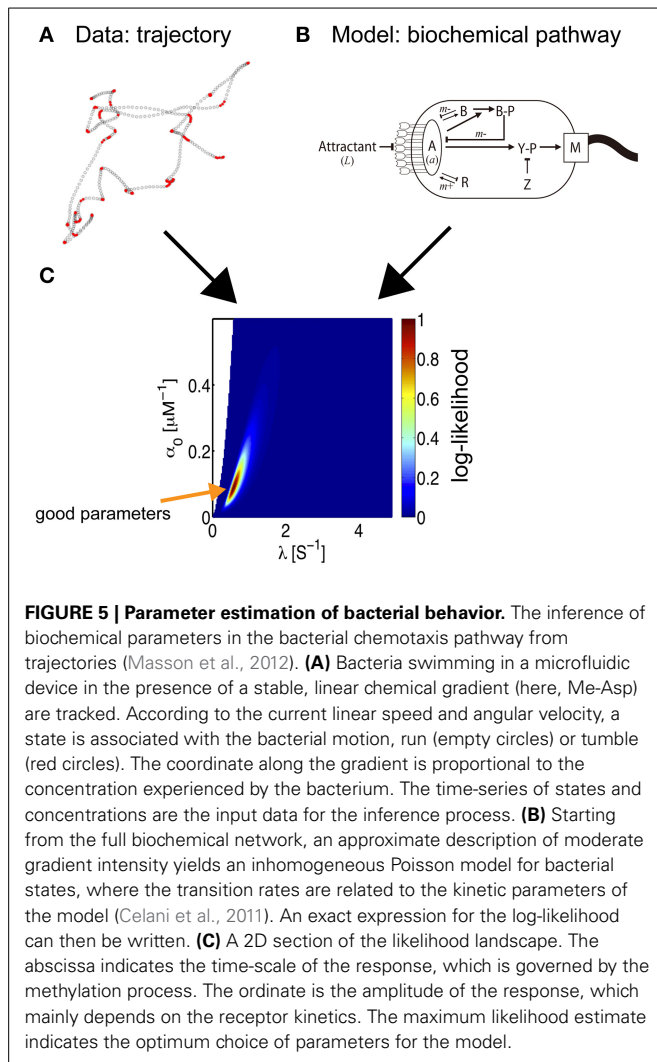 A Data: trajectory
B Model: biochemical pathway
m- B B-P
m-
Attractant
(L)
A
(a)
Y-P
M
m+ R
Z
C
1
0.8
0.6
0.4
0.2
0
log-likelihood
0.4
0.2
0
α0 [μM−1]
good parameters
0 2 4
λ [S−1]
FIGURE 5 | Parameter estimation of bacterial behavior. The inference of
biochemical parameters in the bacterial chemotaxis pathway from
trajectories (Masson et al., 2012). (A) Bacteria swimming in a microfluidic
device in the presence of a stable, linear chemical gradient (here, Me-Asp)
are tracked. According to the current linear speed and angular velocity, a
state is associated with the bacterial motion, run (empty circles) or tumble
(red circles). The coordinate along the gradient is proportional to the
concentration experienced by the bacterium. The time-series of states and
concentrations are the input data for the inference process. (B) Starting
from the full biochemical network, an approximate description of moderate
gradient intensity yields an inhomogeneous Poisson model for bacterial
states, where the transition rates are related to the kinetic parameters of
the model (Celani et al., 2011). An exact expression for the log-likelihood
can then be written. (C) A 2D section of the likelihood landscape. The
abscissa indicates the time-scale of the response, which is governed by the
methylation process. The ordinate is the amplitude of the response, which
mainly depends on the receptor kinetics. The maximum likelihood estimate
indicates the optimum choice of parameters for the model.